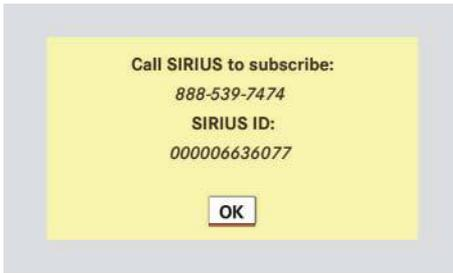 Call SIRIUS to subscribe:
888-539-7474
SIRIUS ID:
000006636077
OK